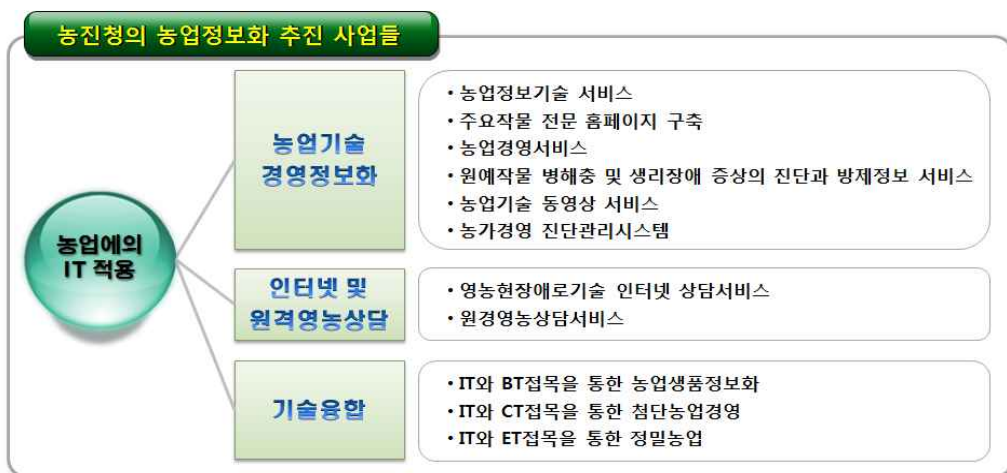 농진청의 농업정보화 추진 사업들
농업에의
IT 적용
농업기술
경영정보화
• 농업정보기술 서비스
• 주요작물 전문 홈페이지 구축
• 농업경영서비스
• 원예작물 병해충 및 생리장애 증상의 진단과 방제정보 서비스
• 농업기술 동영상 서비스
• 농가경영 진단관리시스템
인터넷 및
원격영농상담
• 영농현장애로기술 인터넷 상담서비스
• 원경영농상담서비스
기술융합
• IT와 BT접목을 통한 농업생품정보화
• IT와 CT접목을 통한 첨단농업경영
• IT와 ET접목을 통한 정밀농업